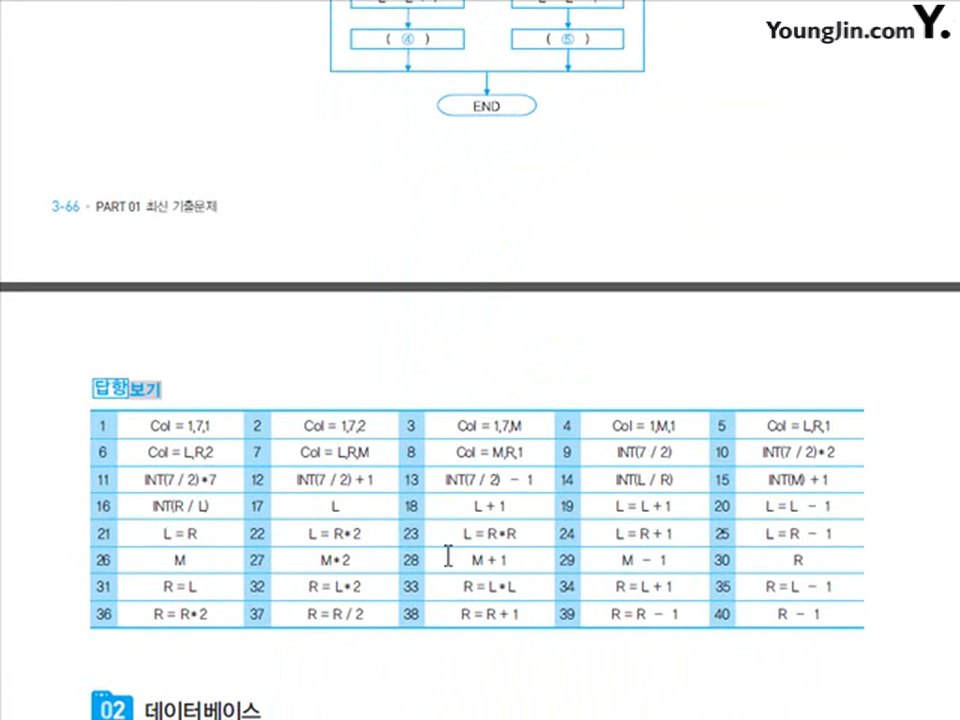 YoungJin.com Y.
( ④ ) ( ⑤ )
END
3-66 • PART 01 최신 기출문제
답항보기
1 Col = 1,7,1 2 Col = 1,7,2 3 Col = 1,7,M 4 Col = 1,M,1 5 Col = L,R,1
6 Col = L,R,2 7 Col = L,R,M 8 Col = M,R,1 9 INT(7 / 2) 10 INT(7 / 2)*2
11 INT(7 / 2)*7 12 INT(7 / 2)+1 13 INT(7 / 2) - 1 14 INT(L / R) 15 INT(M)+1
16 INT(R / L) 17 L 18 L+1 19 L=L+1 20 L=L - 1
21 L=R 22 L=R*2 23 L=R*R 24 L=R+1 25 L=R - 1
26 M 27 M*2 28 M+1 29 M - 1 30 R
31 R=L 32 R=L*2 33 R=L*L 34 R=L+1 35 R=L - 1
36 R=R*2 37 R=R/2 38 R=R+1 39 R=R - 1 40 R - 1
02 데이터베이스